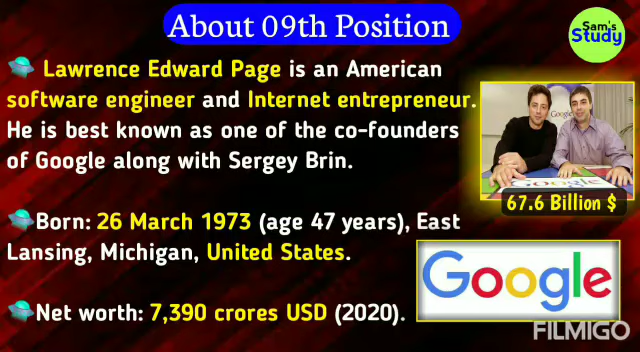 About 09th Position
Sam's
Study
Lawrence Edward Page is an American
software engineer and Internet entrepreneur.
He is best known as one of the co-founders
of Google along with Sergey Brin.
Google
Google
67.6 Billion $
Born: 26 March 1973 (age 47 years), East
Lansing, Michigan, United States.
Google
Net worth: 7,390 crores USD (2020).
FILMIGO